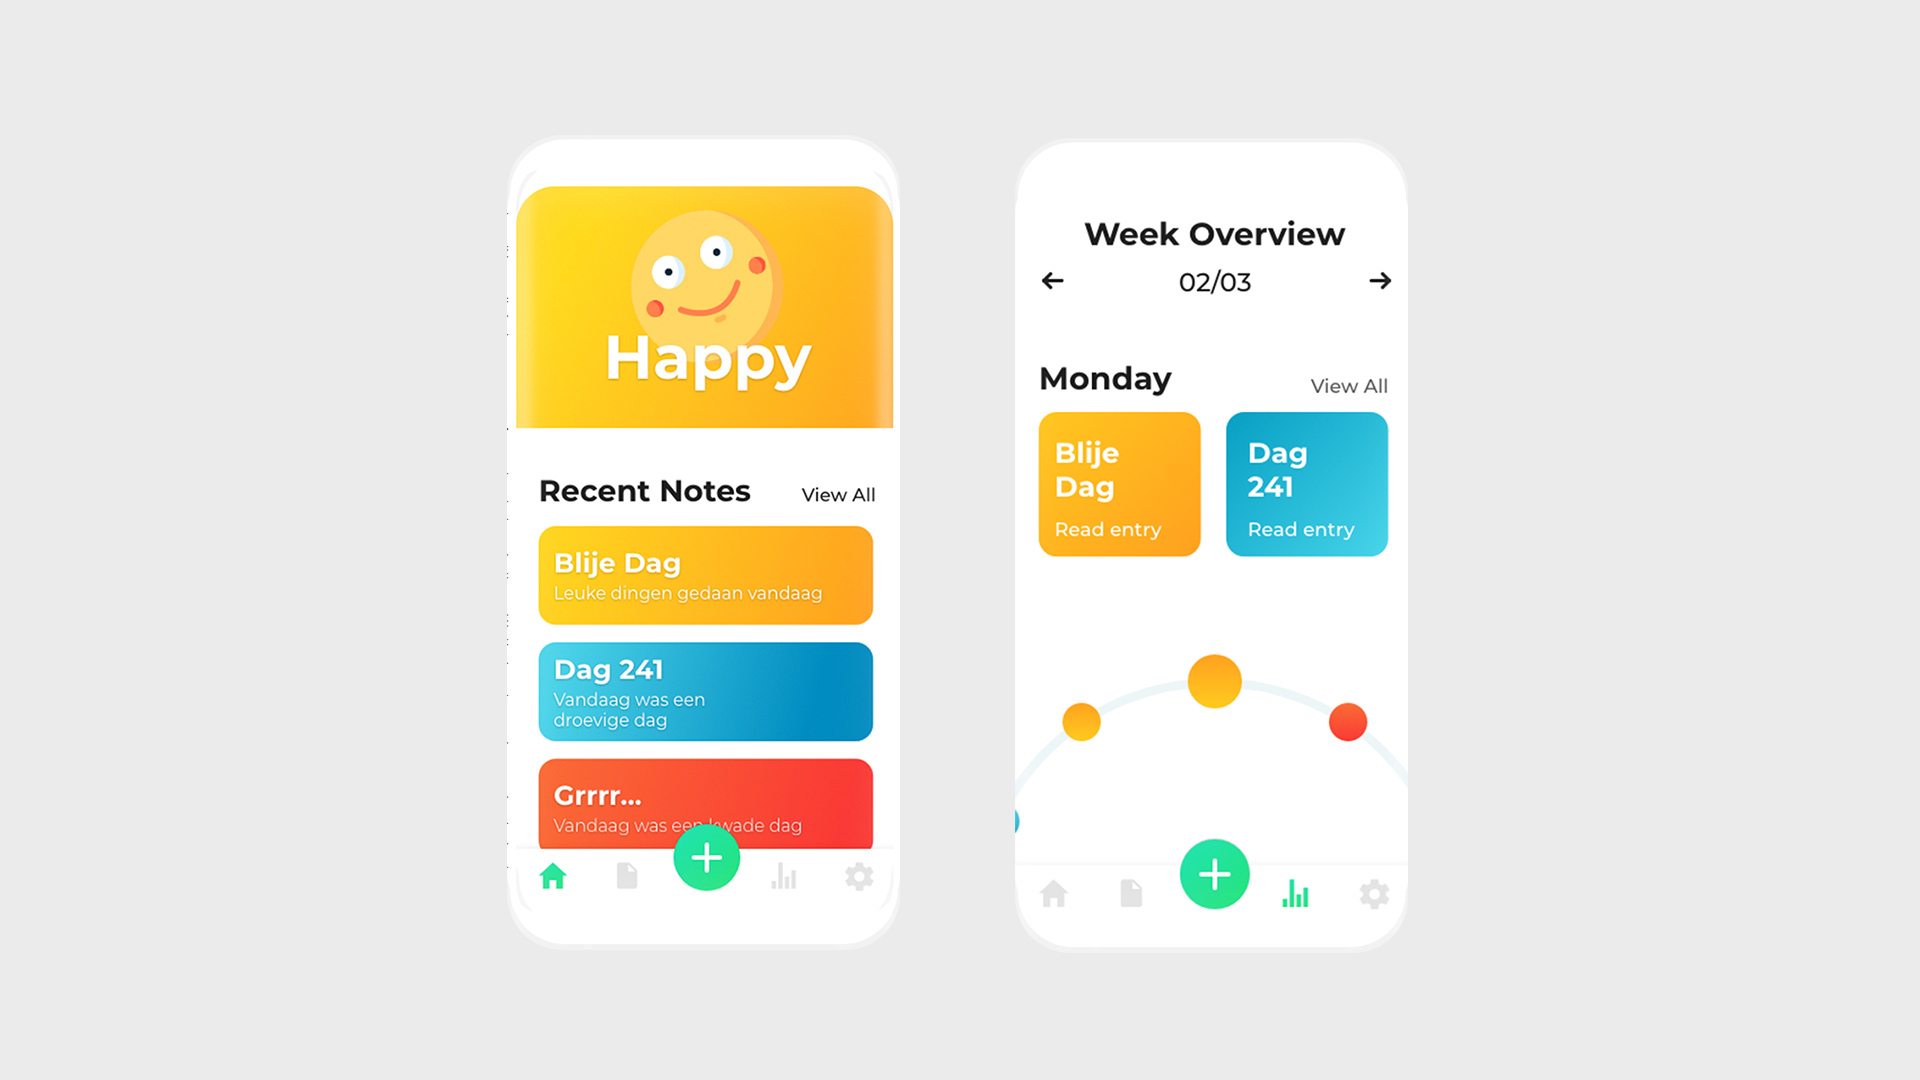 Happy
Recent Notes
View All
Blije Dag
Leuke dingen gedaan vandaag
Dag 241
Vandaag was een
droevige dag
Grrrr...
Vandaag was een kwade dag
Week Overview
02/03
Monday
View All
Blije
Dag
Read entry
Dag
241
Read entry